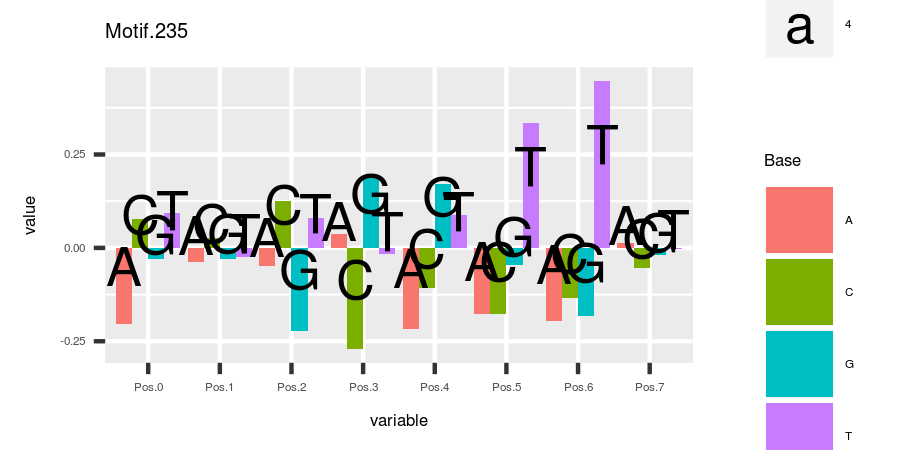 Motif.235
a 4
value
0.25
0.00
-0.25
A C G T A C G T A C G T A C G T A C G T A C G T A C G T A C G T
Pos.0 Pos.1 Pos.2 Pos.3 Pos.4 Pos.5 Pos.6 Pos.7
variable
Base
A
C
G
T